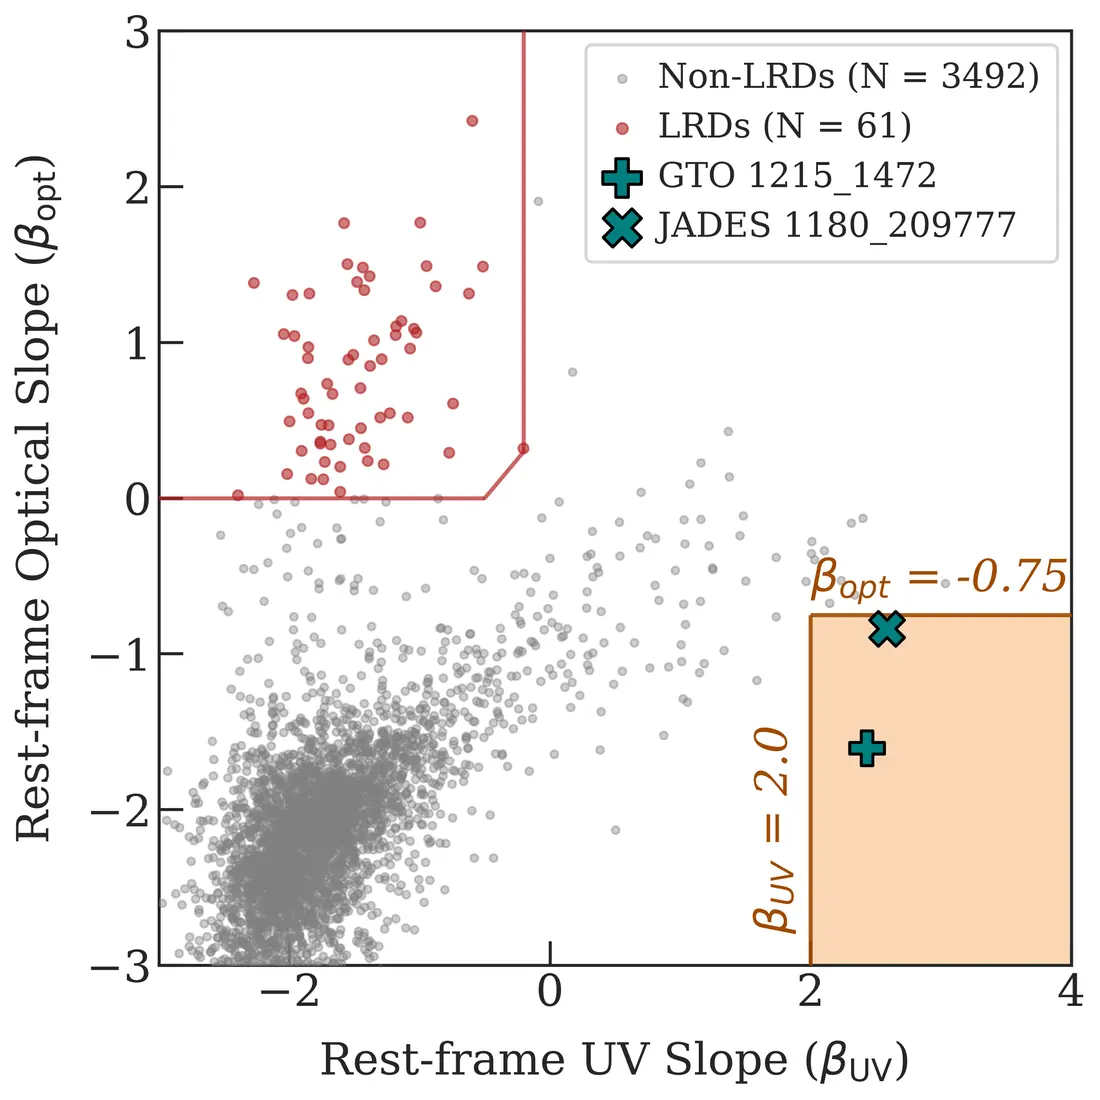 3
2
1
0
−1
−2
−3
−2
0
2
4
Rest-frame Optical Slope (βopt)
Rest-frame UV Slope (βUV)
Non-LRDs (N = 3492)
LRDs (N = 61)
GTO 1215_1472
JADES 1180_209777
βopt = -0.75
βUV = 2.0